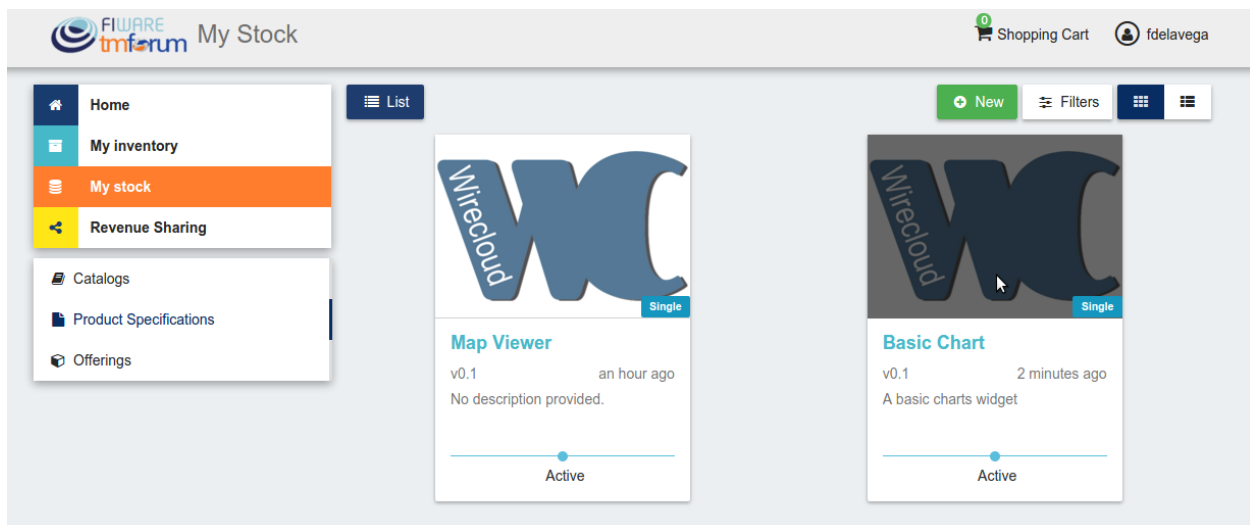 FIWARE
tmforum
My Stock
0
Shopping Cart
fdelavega
Home
My inventory
My stock
Revenue Sharing
Catalogs
Product Specifications
Offerings
List
New
Filters
Wirecloud
WC
Single
Map Viewer
v0.1 an hour ago
No description provided.
Active
Wirecloud
WC
Single
Basic Chart
v0.1 2 minutes ago
A basic charts widget
Active